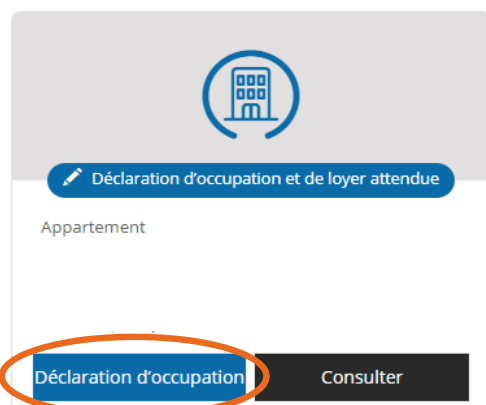 Déclaration d'occupation et de loyer attendue
Appartement
Déclaration d'occupation
Consulter